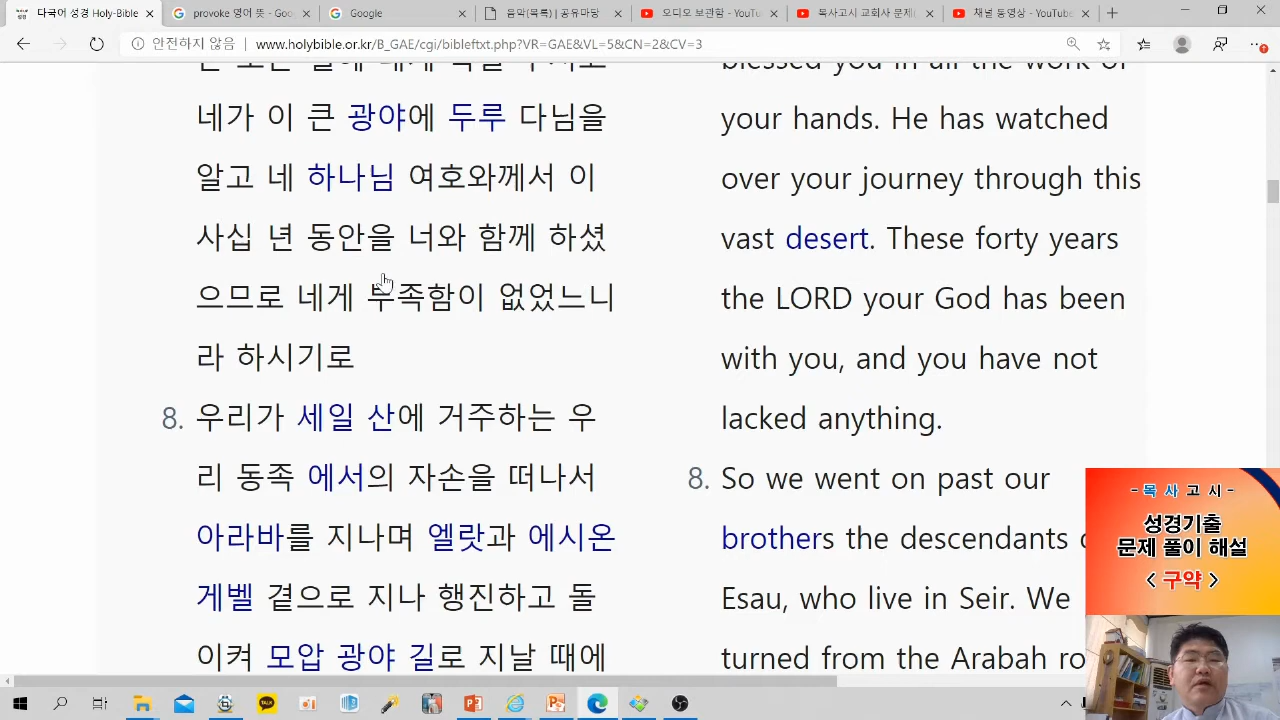 다국어 성경 Holy-Bible
provoke 영어 뜻 - Goo
Google
음악(목록) | 공유마당
오디오 보관함 - YouTu
목사고시 교회사 문제(
채널 동영상 - YouTube
안전하지 않음
www.holybible.or.kr/B_GAE/cgi/bibleftxt.php?VR=GAE&VL=5&CN=2&CV=3
네가 이 큰 광야에 두루 다님을
알고 네 하나님 여호와께서 이
사십 년 동안을 너와 함께 하셨
으므로 네게 부족함이 없었느니
라 하시기로
8. 우리가 세일 산에 거주하는 우
리 동족 에서의 자손을 떠나서
아라바를 지나며 엘랏과 에시온
게벨 곁으로 지나 행진하고 돌
이켜 모압 광야 길로 지날 때에
blessed you in all the work of
your hands. He has watched
over your journey through this
vast desert. These forty years
the LORD your God has been
with you, and you have not
lacked anything.
8. So we went on past our
brothers the descendants
Esau, who live in Seir. We
turned from the Arabah ro
- 목 사 고 시 -
성경기출
문제 풀이 해설
< 구약 >
TALK